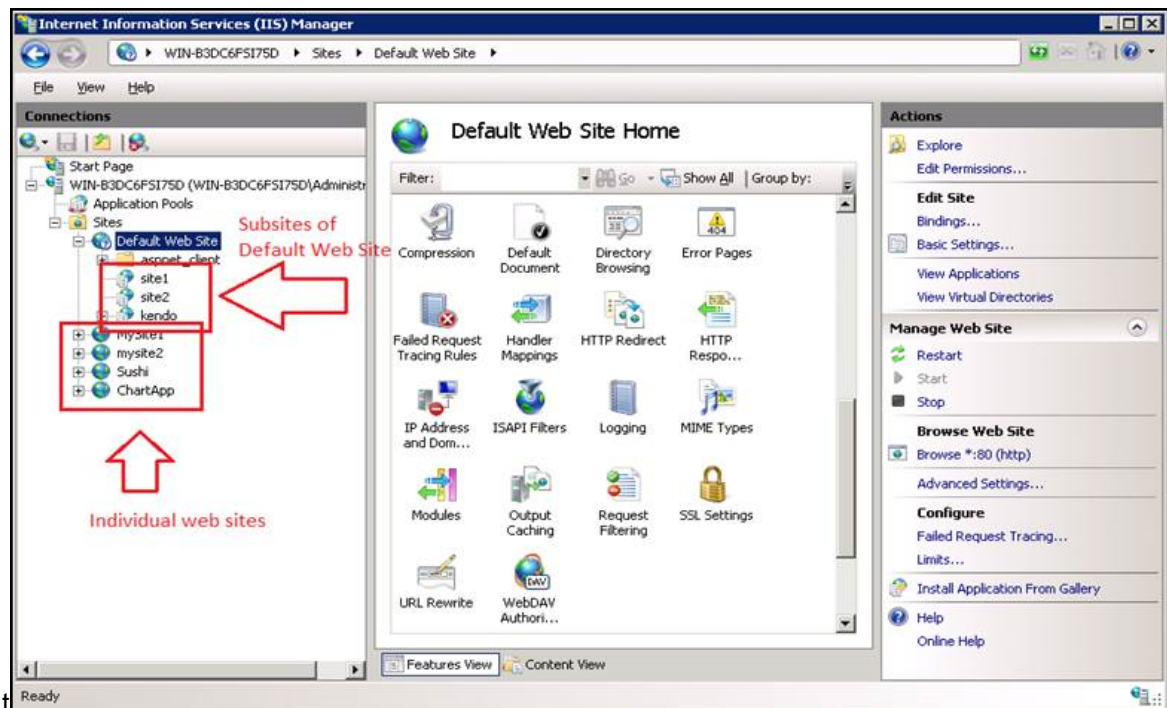 Internet Information Services (IIS) Manager
WIN-B3DC6FSI75D Sites Default Web Site
File View Help
Connections
Start Page
WIN-B3DC6FSI75D (WIN-B3DC6FSI75D\Administr
Application Pools
Sites
Default Web Site
aspnet_client
site1
site2
kendo
MySite1
mysite2
Sushi
ChartApp
Subsites of
Default Web Site
Individual web sites
Default Web Site Home
Filter: Go Show All Group by:
Compression Default Document Directory Browsing Error Pages
404
Failed Request Tracing Rules Handler Mappings HTTP Redirect HTTP Respo...
IP Address and Dom... ISAPI Filters Logging MIME Types
Modules Output Caching Request Filtering SSL Settings
DAV
URL Rewrite WebDAV Authori...
Features View Content View
Actions
Explore
Edit Permissions...
Edit Site
Bindings...
Basic Settings...
View Applications
View Virtual Directories
Manage Web Site
Restart
Start
Stop
Browse Web Site
Browse *:80 (http)
Advanced Settings...
Configure
Failed Request Tracing...
Limits...
Install Application From Gallery
Help
Online Help
t
Ready